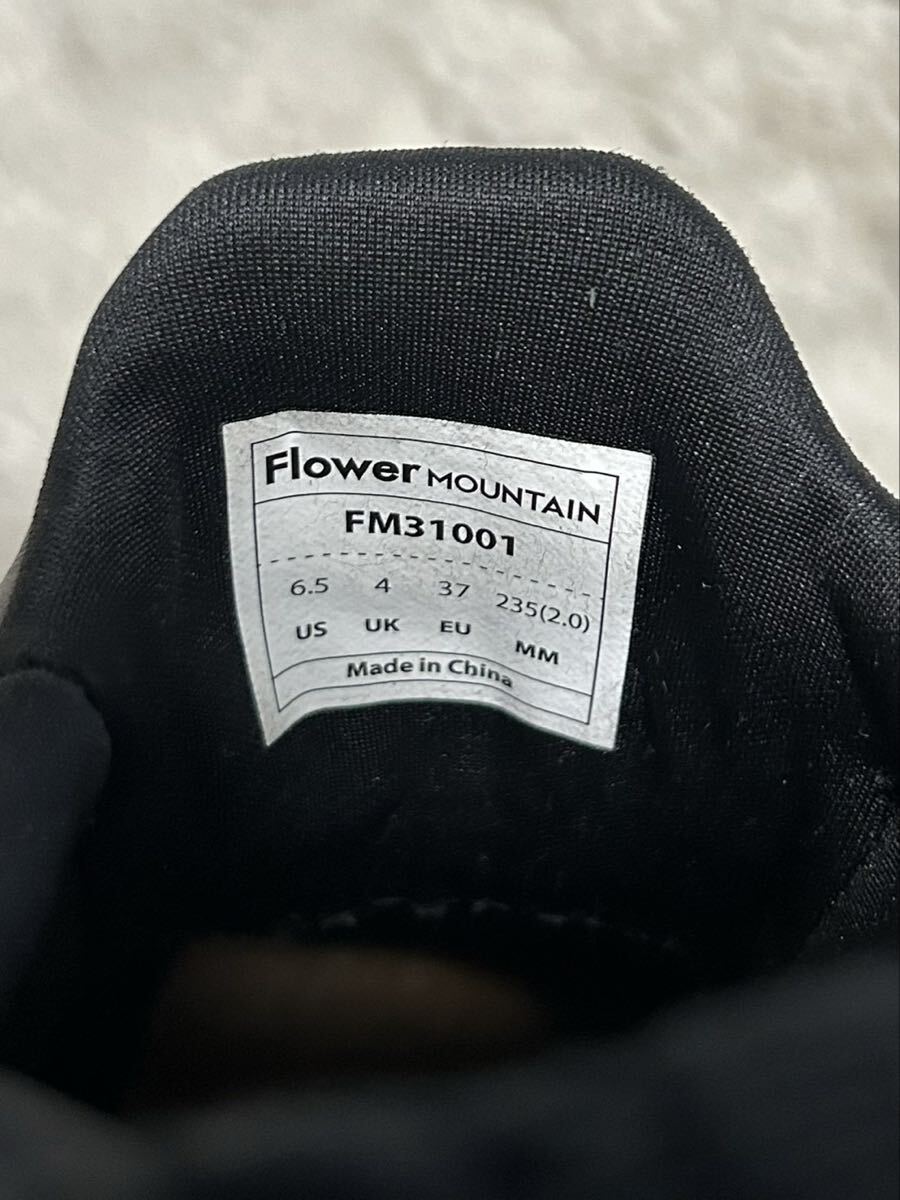 Flower MOUNTAIN
FM31001
6.5 4 37 235(2.0)
US UK EU MM
Made in China